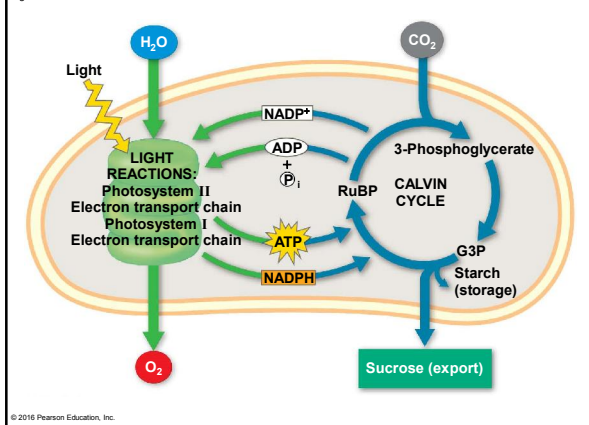 H₂O
CO₂
Light
NADP⁺
ADP
+
Ⓟi
LIGHT
REACTIONS:
Photosystem II
Electron transport chain
Photosystem I
Electron transport chain
3-Phosphoglycerate
RuBP
CALVIN
CYCLE
ATP
NADPH
G3P
Starch
(storage)
O₂
Sucrose (export)
© 2016 Pearson Education, Inc.